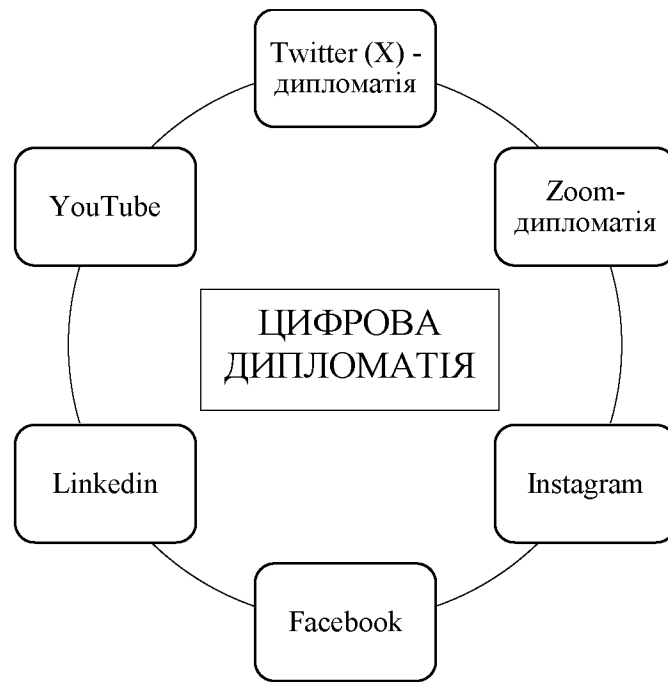 Twitter (X) -
дипломатія
YouTube
Zoom-
дипломатія
ЦИФРОВА
ДИПЛОМАТІЯ
Linkedin
Instagram
Facebook